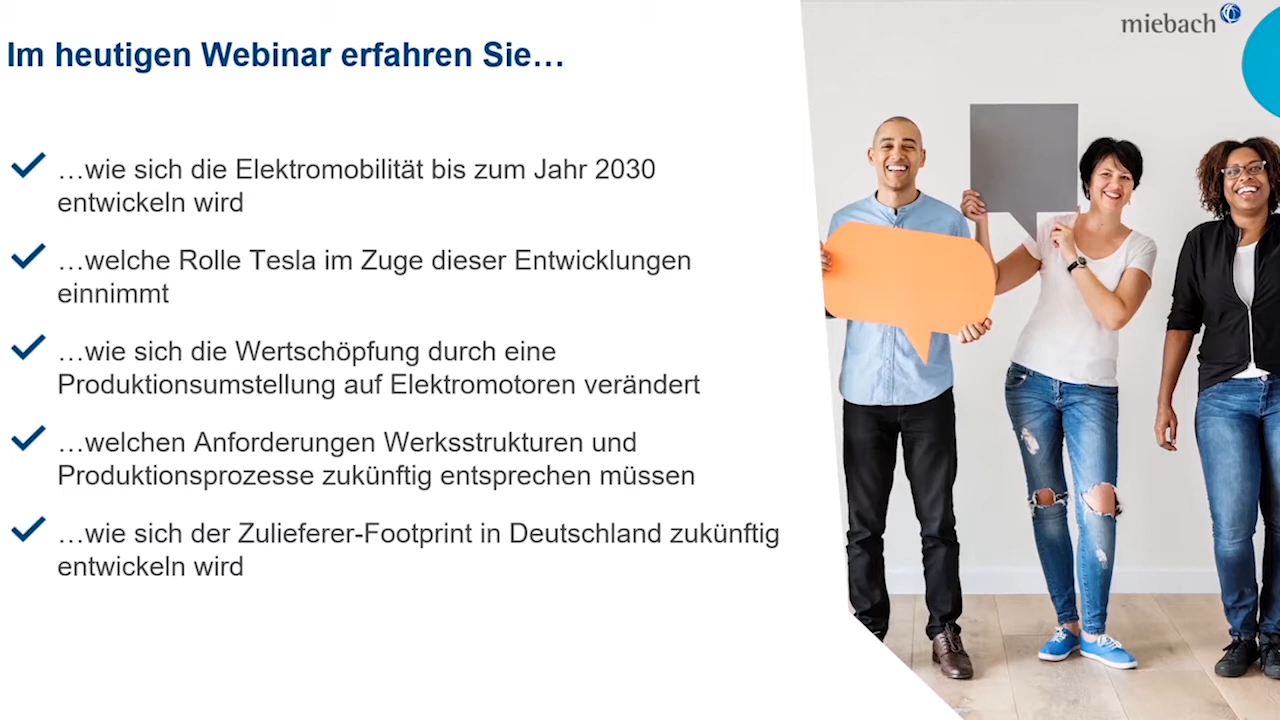 miebach
Im heutigen Webinar erfahren Sie…
…wie sich die Elektromobilität bis zum Jahr 2030
entwickeln wird
…welche Rolle Tesla im Zuge dieser Entwicklungen
einnimmt
…wie sich die Wertschöpfung durch eine
Produktionsumstellung auf Elektromotoren verändert
…welchen Anforderungen Werksstrukturen und
Produktionsprozesse zukünftig entsprechen müssen
…wie sich der Zulieferer-Footprint in Deutschland zukünftig
entwickeln wird